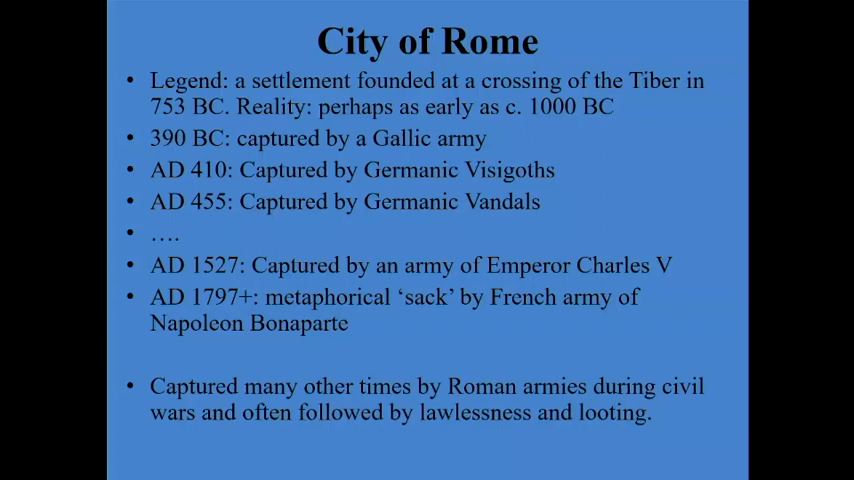 City of Rome
• Legend: a settlement founded at a crossing of the Tiber in
753 BC. Reality: perhaps as early as c. 1000 BC
• 390 BC: captured by a Gallic army
• AD 410: Captured by Germanic Visigoths
• AD 455: Captured by Germanic Vandals
• ….
• AD 1527: Captured by an army of Emperor Charles V
• AD 1797+: metaphorical ‘sack’ by French army of
Napoleon Bonaparte
• Captured many other times by Roman armies during civil
wars and often followed by lawlessness and looting.